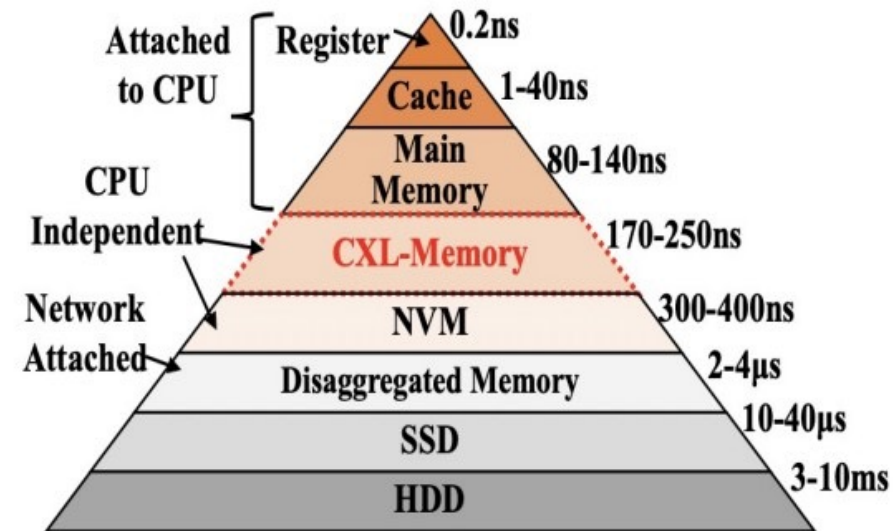 Attached
to CPU
Register
0.2ns
Cache
1-40ns
Main
Memory
80-140ns
CPU
Independent
CXL-Memory
170-250ns
Network
Attached
NVM
300-400ns
Disaggregated Memory
2-4μs
SSD
10-40μs
HDD
3-10ms